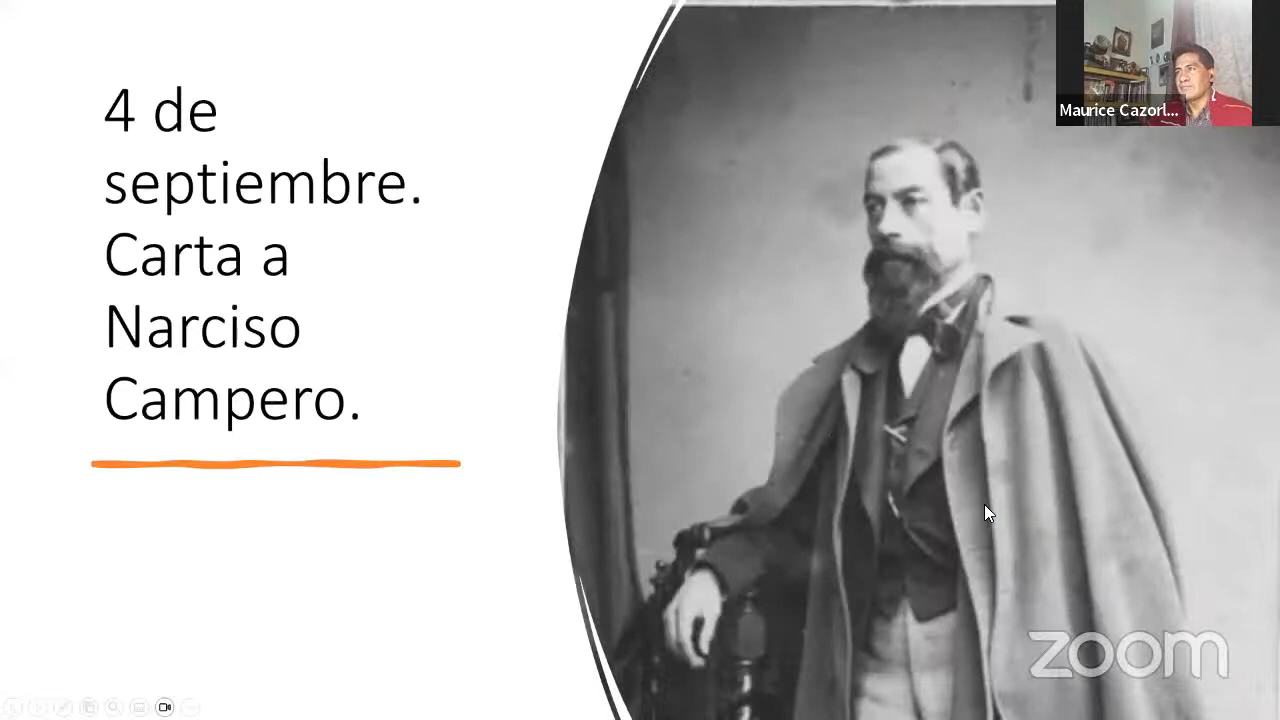 4 de
septiembre.
Carta a
Narciso
Campero.
Maurice Cazorl...
zoom